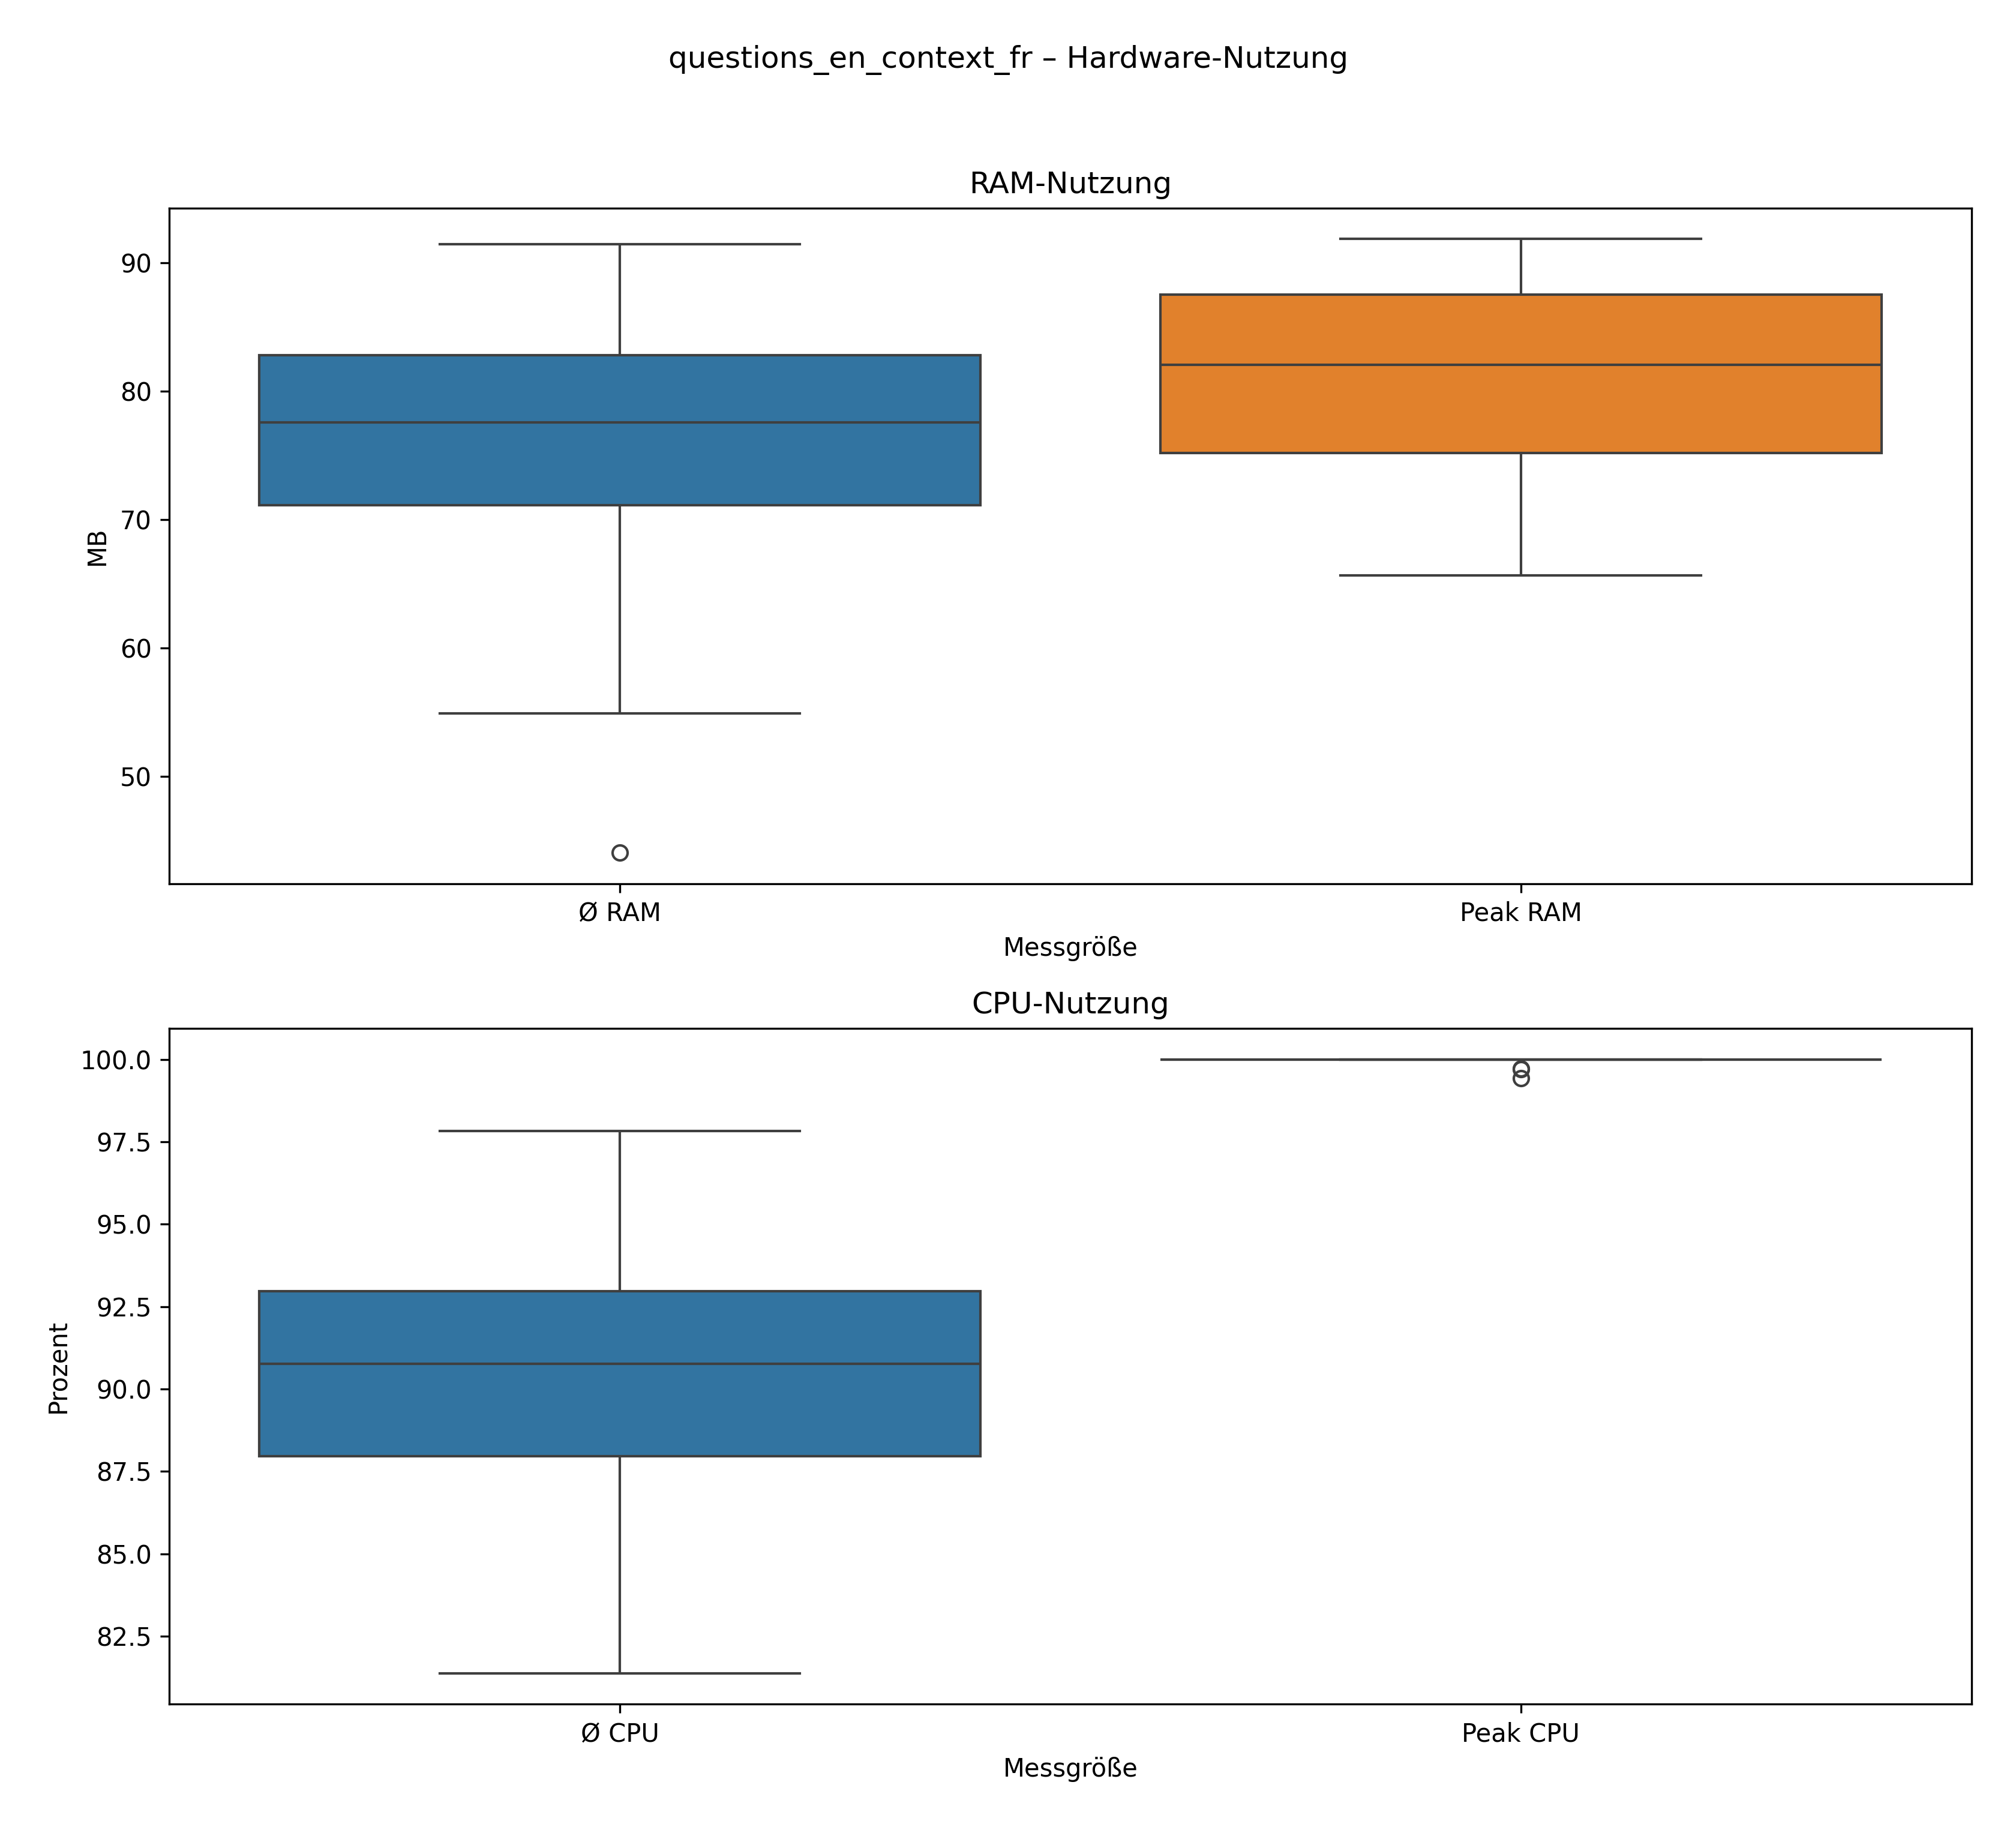 questions_en_context_fr – Hardware-Nutzung
RAM-Nutzung
90
80
70
60
50
MB
Ø RAM
Peak RAM
Messgröße
CPU-Nutzung
100.0
97.5
95.0
92.5
90.0
87.5
85.0
82.5
Prozent
Ø CPU
Peak CPU
Messgröße